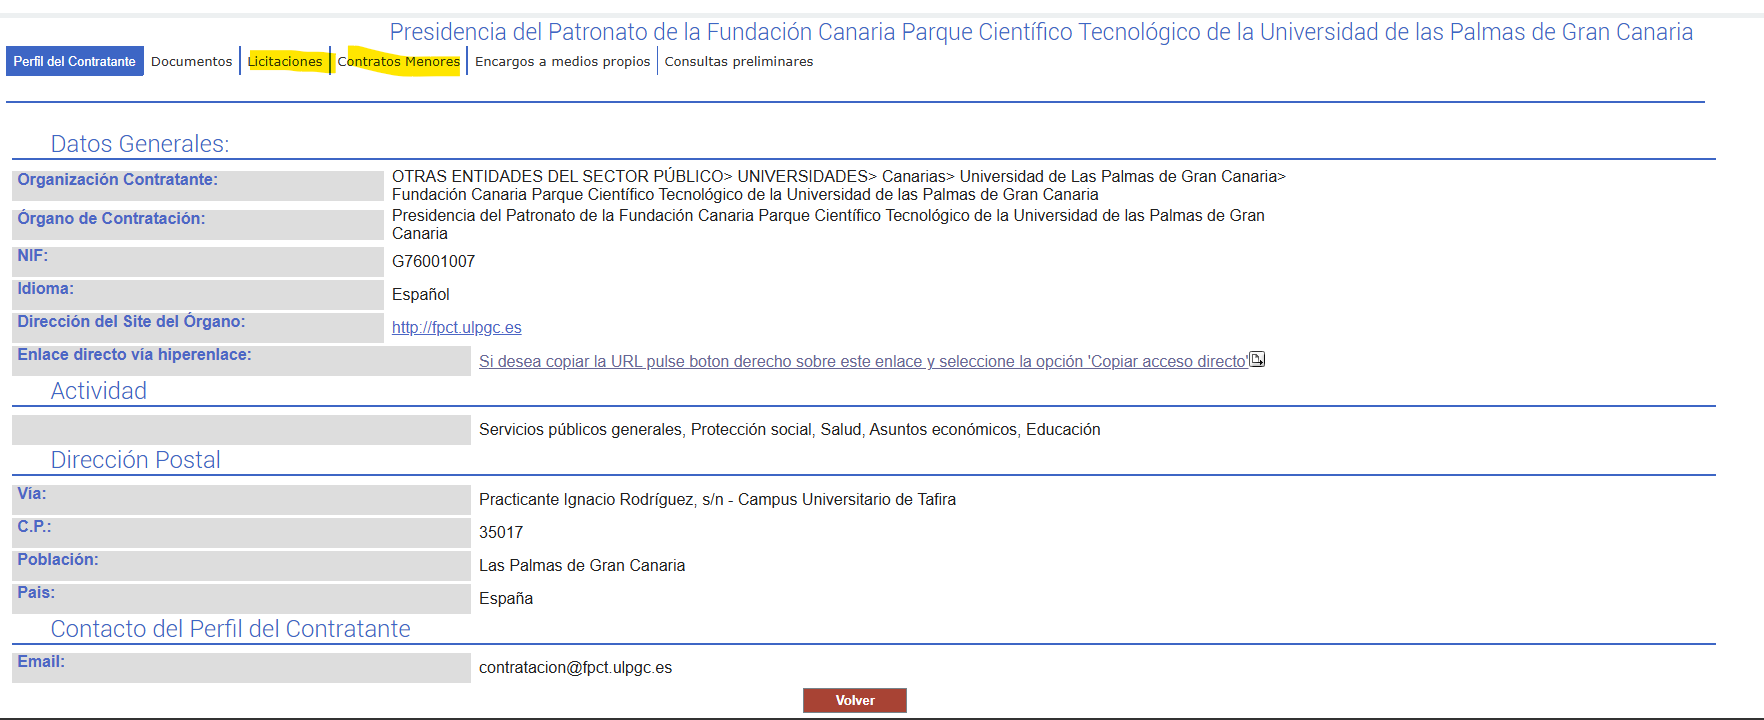 Presidencia del Patronato de la Fundación Canaria Parque Científico Tecnológico de la Universidad de las Palmas de Gran Canaria
Perfil del Contratante Documentos Licitaciones Contratos Menores Encargos a medios propios Consultas preliminares
Datos Generales:
Organización Contratante: OTRAS ENTIDADES DEL SECTOR PÚBLICO> UNIVERSIDADES> Canarias> Universidad de Las Palmas de Gran Canaria>
Fundación Canaria Parque Científico Tecnológico de la Universidad de las Palmas de Gran Canaria
Órgano de Contratación: Presidencia del Patronato de la Fundación Canaria Parque Científico Tecnológico de la Universidad de las Palmas de Gran
Canaria
NIF: G76001007
Idioma: Español
Dirección del Site del Órgano: http://fpct.ulpgc.es
Enlace directo vía hiperenlace: Si desea copiar la URL pulse boton derecho sobre este enlace y seleccione la opción 'Copiar acceso directo'
Actividad
Servicios públicos generales, Protección social, Salud, Asuntos económicos, Educación
Dirección Postal
Vía: Practicante Ignacio Rodríguez, s/n - Campus Universitario de Tafira
C.P.: 35017
Población: Las Palmas de Gran Canaria
Pais: España
Contacto del Perfil del Contratante
Email: contratacion@fpct.ulpgc.es
Volver